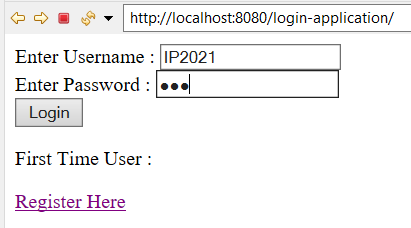 http://localhost:8080/login-application/
Enter Username : IP2021
Enter Password : ●●●
Login
First Time User :
Register Here